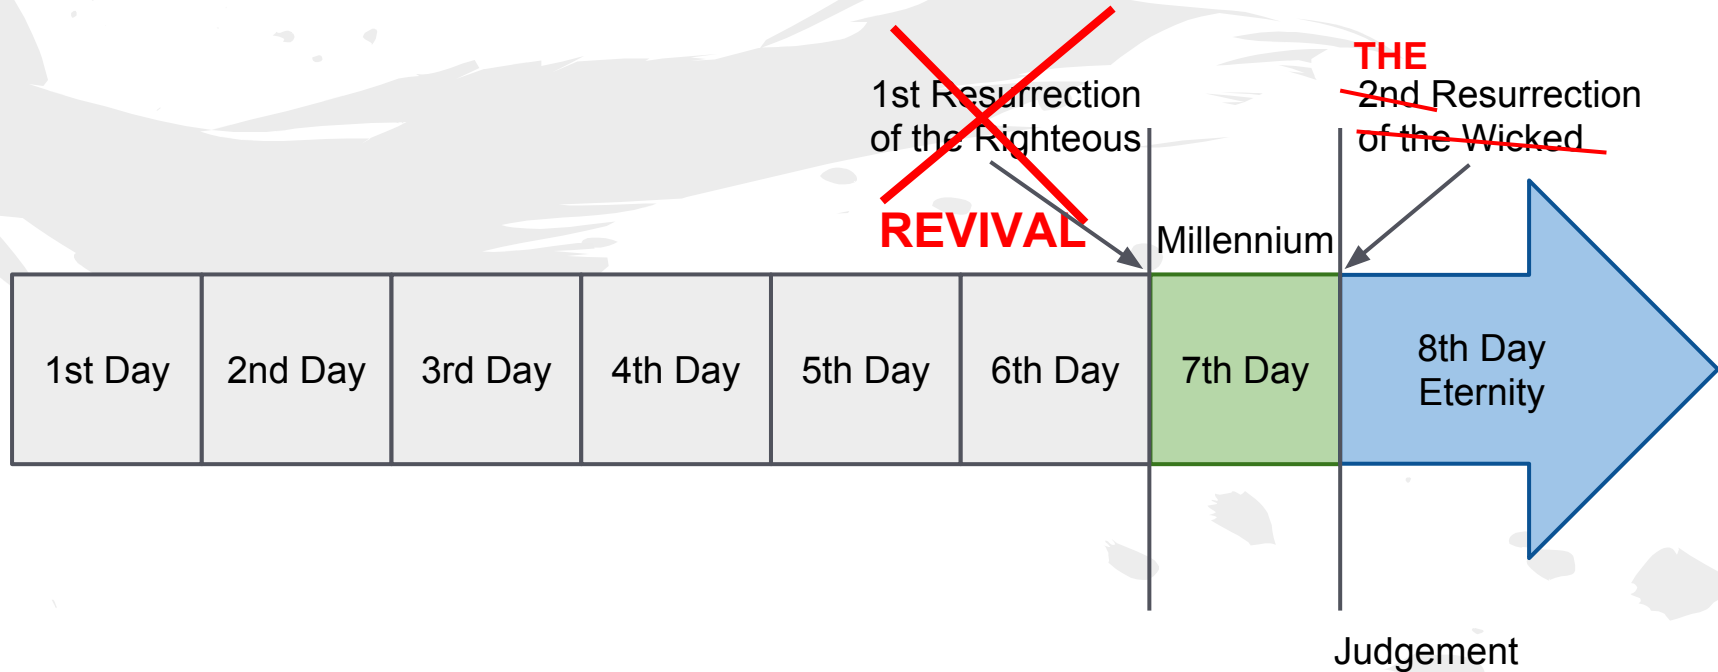 THE
1st Resurrection
of the Righteous
2nd Resurrection
of the Wicked
REVIVAL
Millennium
1st Day
2nd Day
3rd Day
4th Day
5th Day
6th Day
7th Day
8th Day
Eternity
Judgement